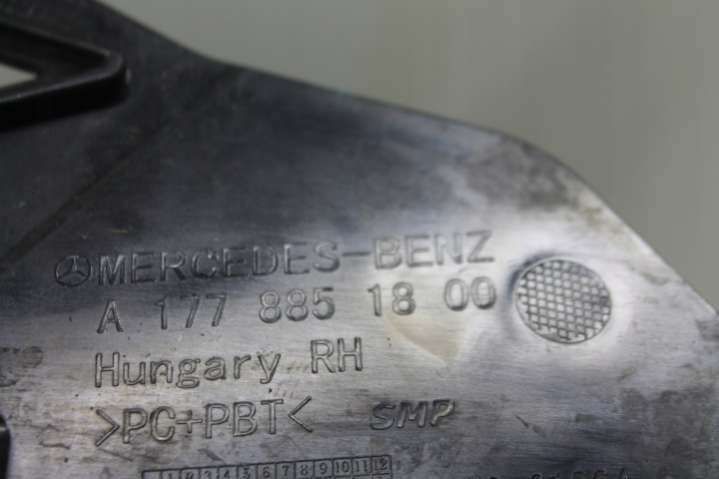 MERCEDES-BENZ
A 177 885 18 00
Hungary RH
>PC+PBT< SMP
1 2 3 4 5 6 7 8 9 10 11 12